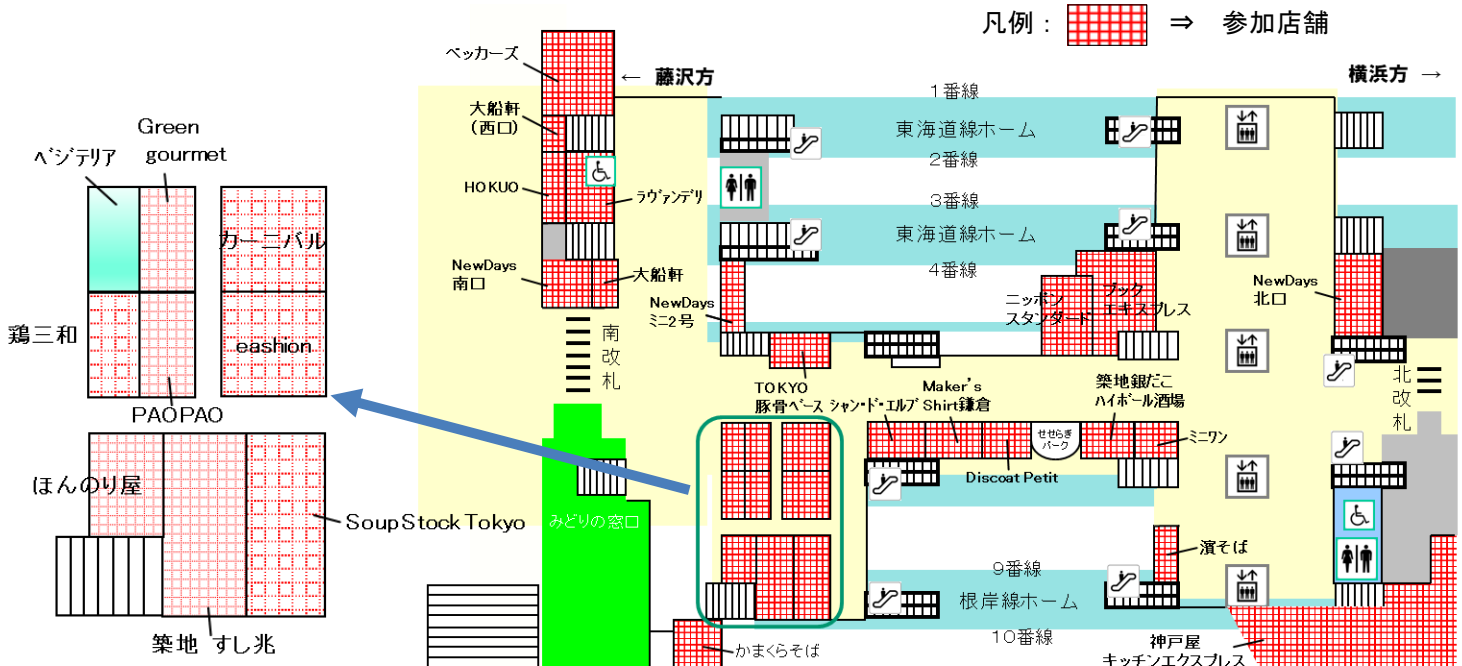 凡例： ⇒ 参加店舗
ベッカーズ
← 藤沢方
横浜方 →
1番線
大船軒
(西口)
東海道線ホーム
2番線
Green
gourmet
ベジテリア
HOKUO
ラヴァンデリ
3番線
東海道線ホーム
4番線
カーニバル
NewDays
南口
大船軒
NewDays
ミニ2号
ニッポン
スタンダード
ブック
エキスプレス
NewDays
北口
鶏三和
eashion
PAOPAO
南
改
札
北
改
札
TOKYO
豚骨ベース
シャン・ド・エルブ
Maker's
Shirt鎌倉
築地銀だこ
ハイボール酒場
せせらぎ
パーク
ミニワン
Discoat Petit
ほんのり屋
Soup Stock Tokyo
みどりの窓口
濱そば
9番線
根岸線ホーム
10番線
築地 すし兆
かまくらそば
神戸屋
キッチンエクスプレス